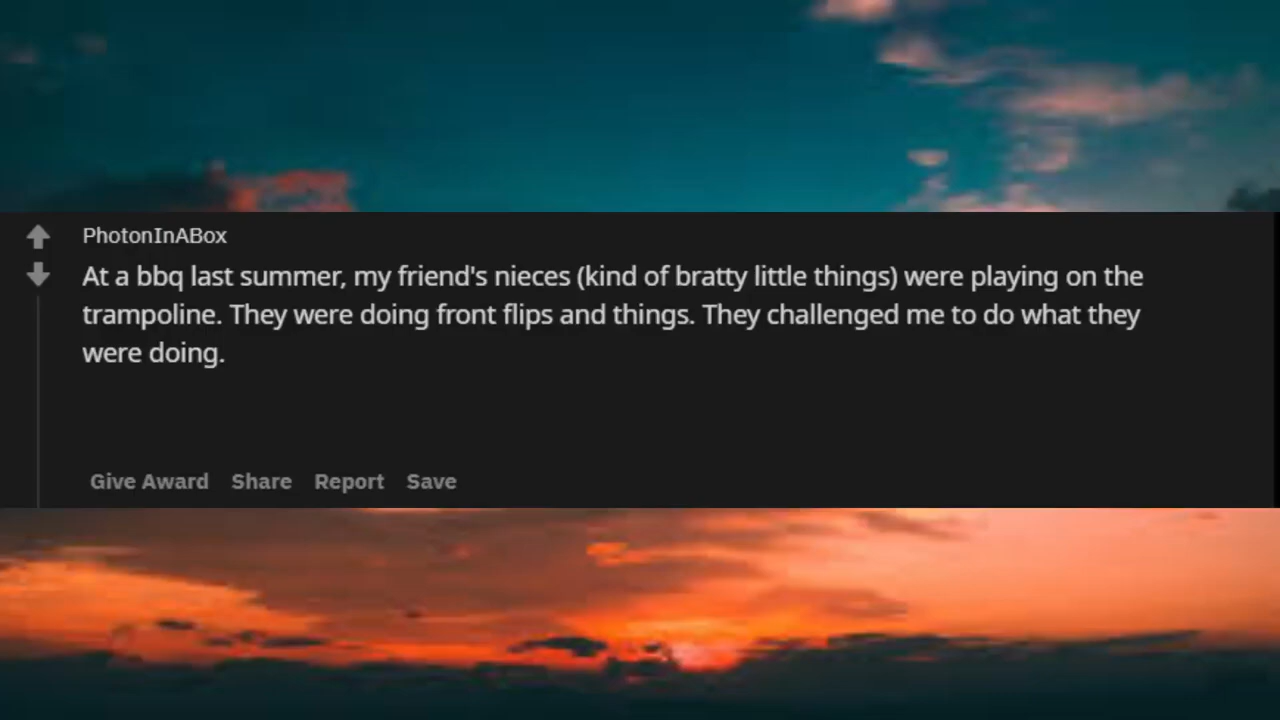 PhotonInABox
At a bbq last summer, my friend's nieces (kind of bratty little things) were playing on the
trampoline. They were doing front flips and things. They challenged me to do what they
were doing.
Give Award Share Report Save